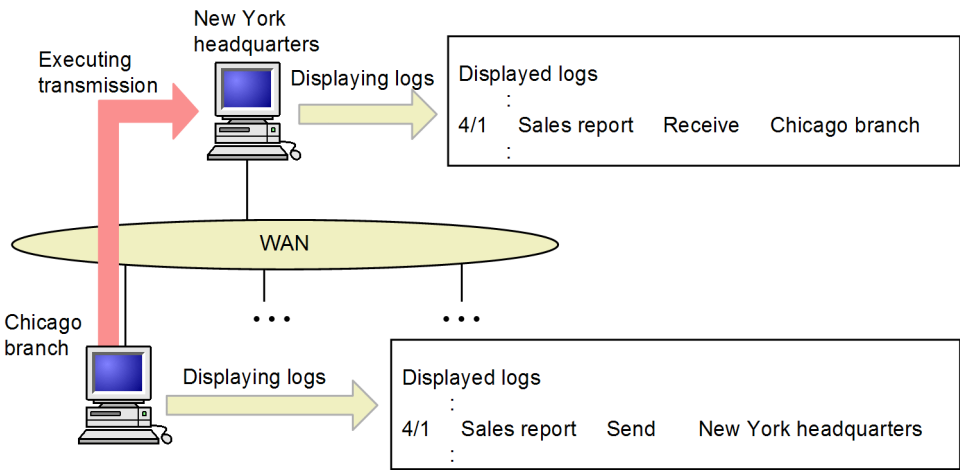 New York
headquarters
Executing
transmission
Displaying logs
Displayed logs
:
4/1 Sales report Receive Chicago branch
:
WAN
• • •
• • •
Chicago
branch
Displaying logs
Displayed logs
:
4/1 Sales report Send New York headquarters
: